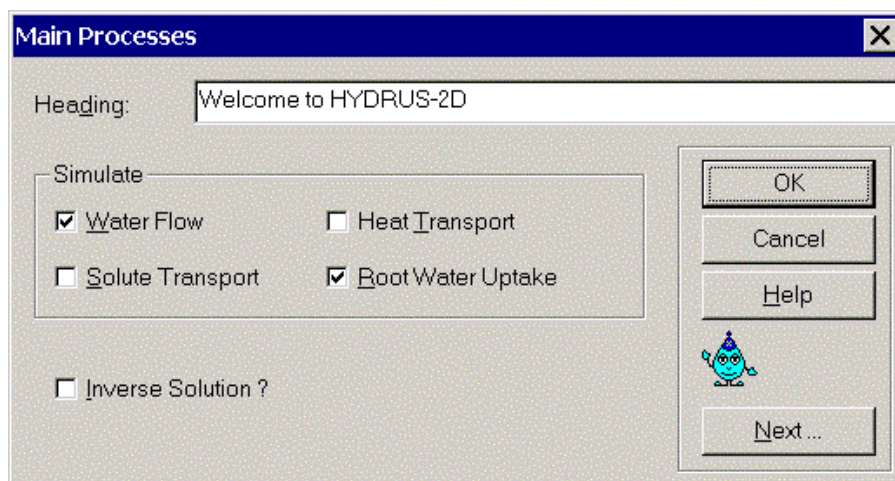 Main Processes
Heading: Welcome to HYDRUS-2D
Simulate
Water Flow Heat Transport
Solute Transport Root Water Uptake
Inverse Solution ?
OK
Cancel
Help
Next ...